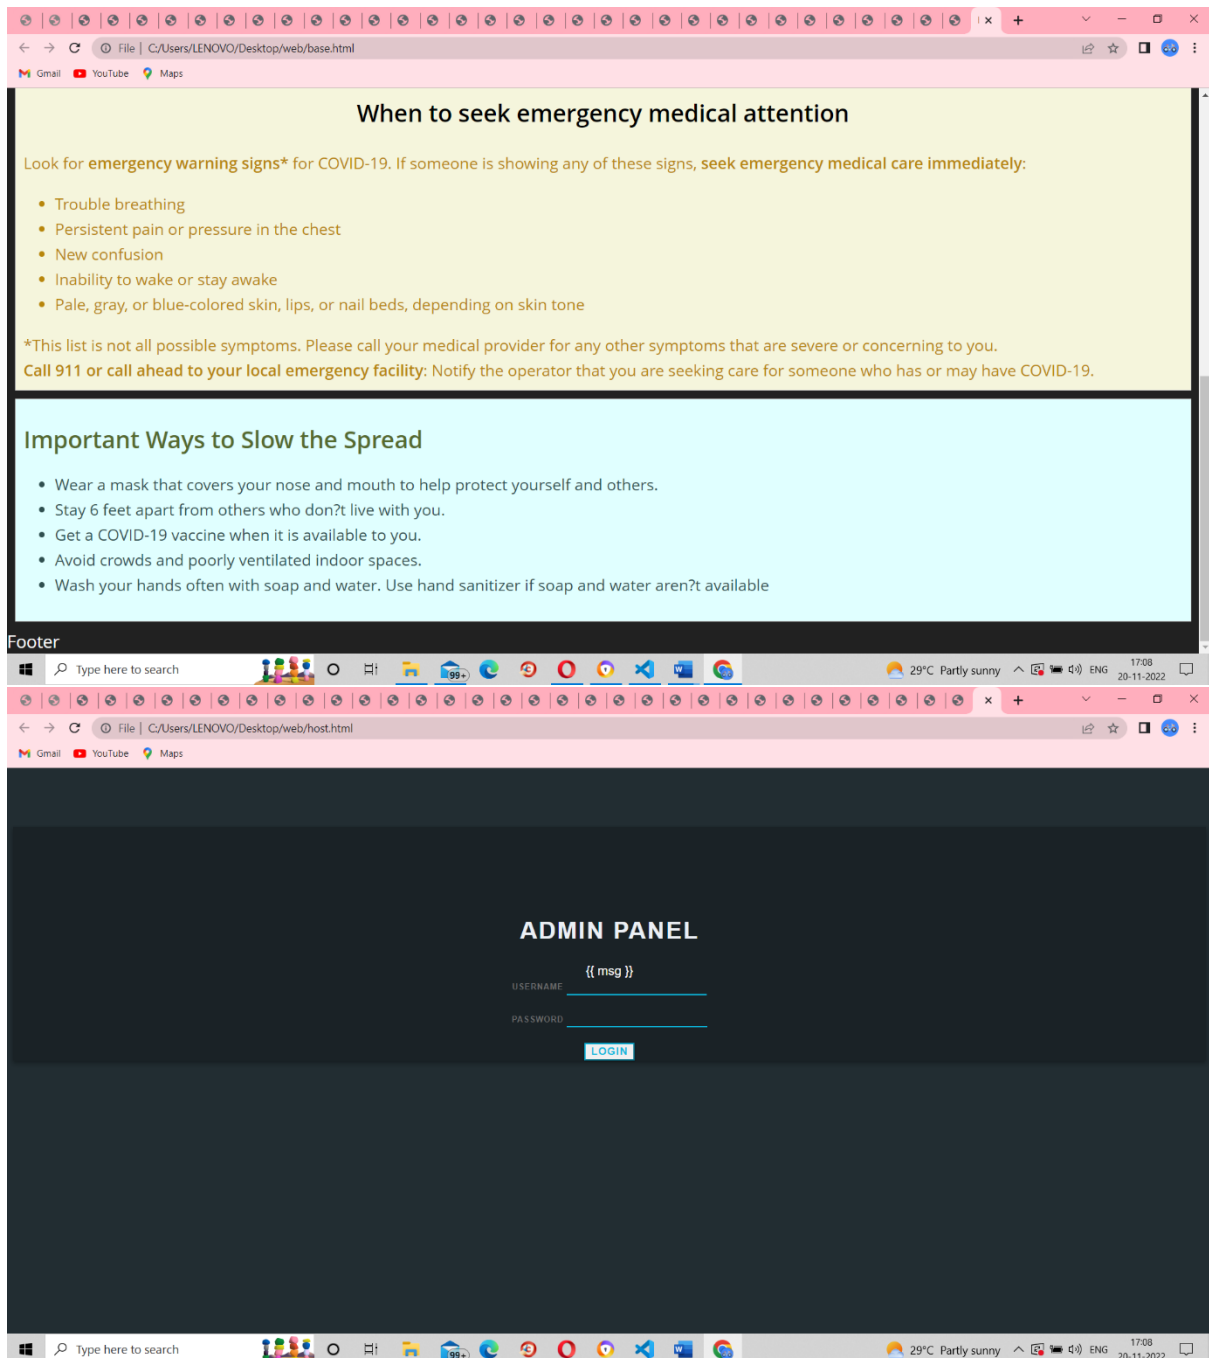 File | C:/Users/LENOVO/Desktop/web/base.html
Gmail YouTube Maps
When to seek emergency medical attention
Look for emergency warning signs* for COVID-19. If someone is showing any of these signs, seek emergency medical care immediately:
• Trouble breathing
• Persistent pain or pressure in the chest
• New confusion
• Inability to wake or stay awake
• Pale, gray, or blue-colored skin, lips, or nail beds, depending on skin tone
*This list is not all possible symptoms. Please call your medical provider for any other symptoms that are severe or concerning to you.
Call 911 or call ahead to your local emergency facility: Notify the operator that you are seeking care for someone who has or may have COVID-19.
Important Ways to Slow the Spread
• Wear a mask that covers your nose and mouth to help protect yourself and others.
• Stay 6 feet apart from others who don?t live with you.
• Get a COVID-19 vaccine when it is available to you.
• Avoid crowds and poorly ventilated indoor spaces.
• Wash your hands often with soap and water. Use hand sanitizer if soap and water aren?t available
Footer
Type here to search 99+ 29°C Partly sunny ENG 17:08
20-11-2022
File | C:/Users/LENOVO/Desktop/web/host.html
Gmail YouTube Maps
ADMIN PANEL
{{ msg }}
USERNAME
PASSWORD
LOGIN
Type here to search 99+ 29°C Partly sunny ENG 17:08
20-11-2022